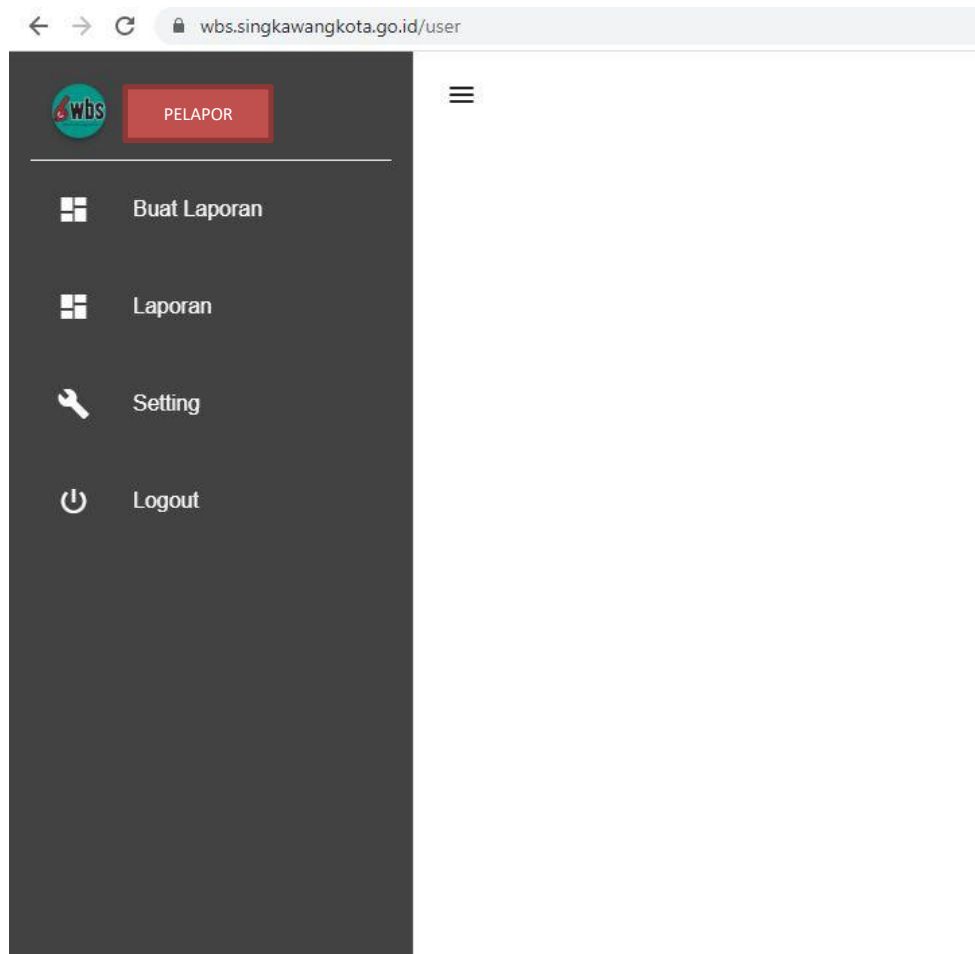 wbs.singkawangkota.go.id/user
wbs
PELAPOR
Buat Laporan
Laporan
Setting
Logout